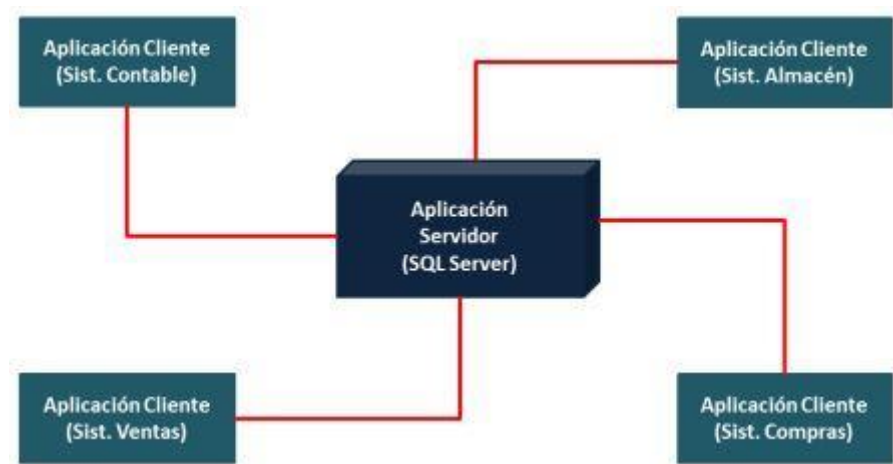 Aplicación Cliente
(Sist. Contable)
Aplicación Cliente
(Sist. Almacén)
Aplicación
Servidor
(SQL Server)
Aplicación Cliente
(Sist. Ventas)
Aplicación Cliente
(Sist. Compras)